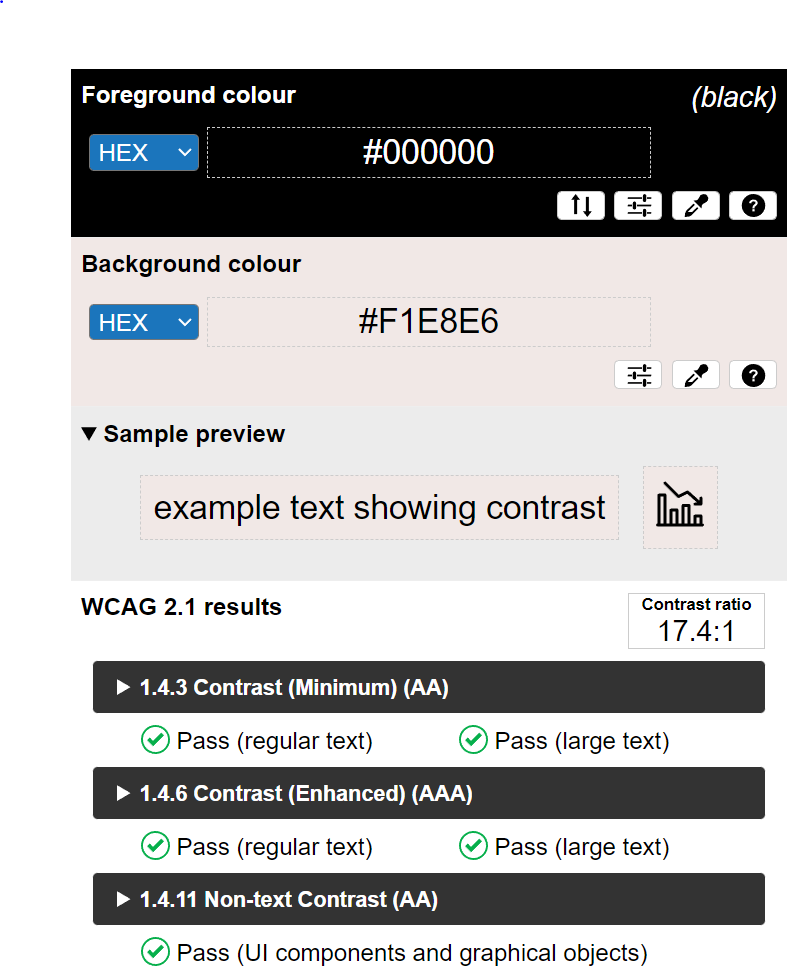 Foreground colour
(black)
HEX
#000000
Background colour
HEX
#F1E8E6
▼ Sample preview
example text showing contrast
WCAG 2.1 results
Contrast ratio
17.4:1
1.4.3 Contrast (Minimum) (AA)
Pass (regular text) Pass (large text)
1.4.6 Contrast (Enhanced) (AAA)
Pass (regular text) Pass (large text)
1.4.11 Non-text Contrast (AA)
Pass (UI components and graphical objects)